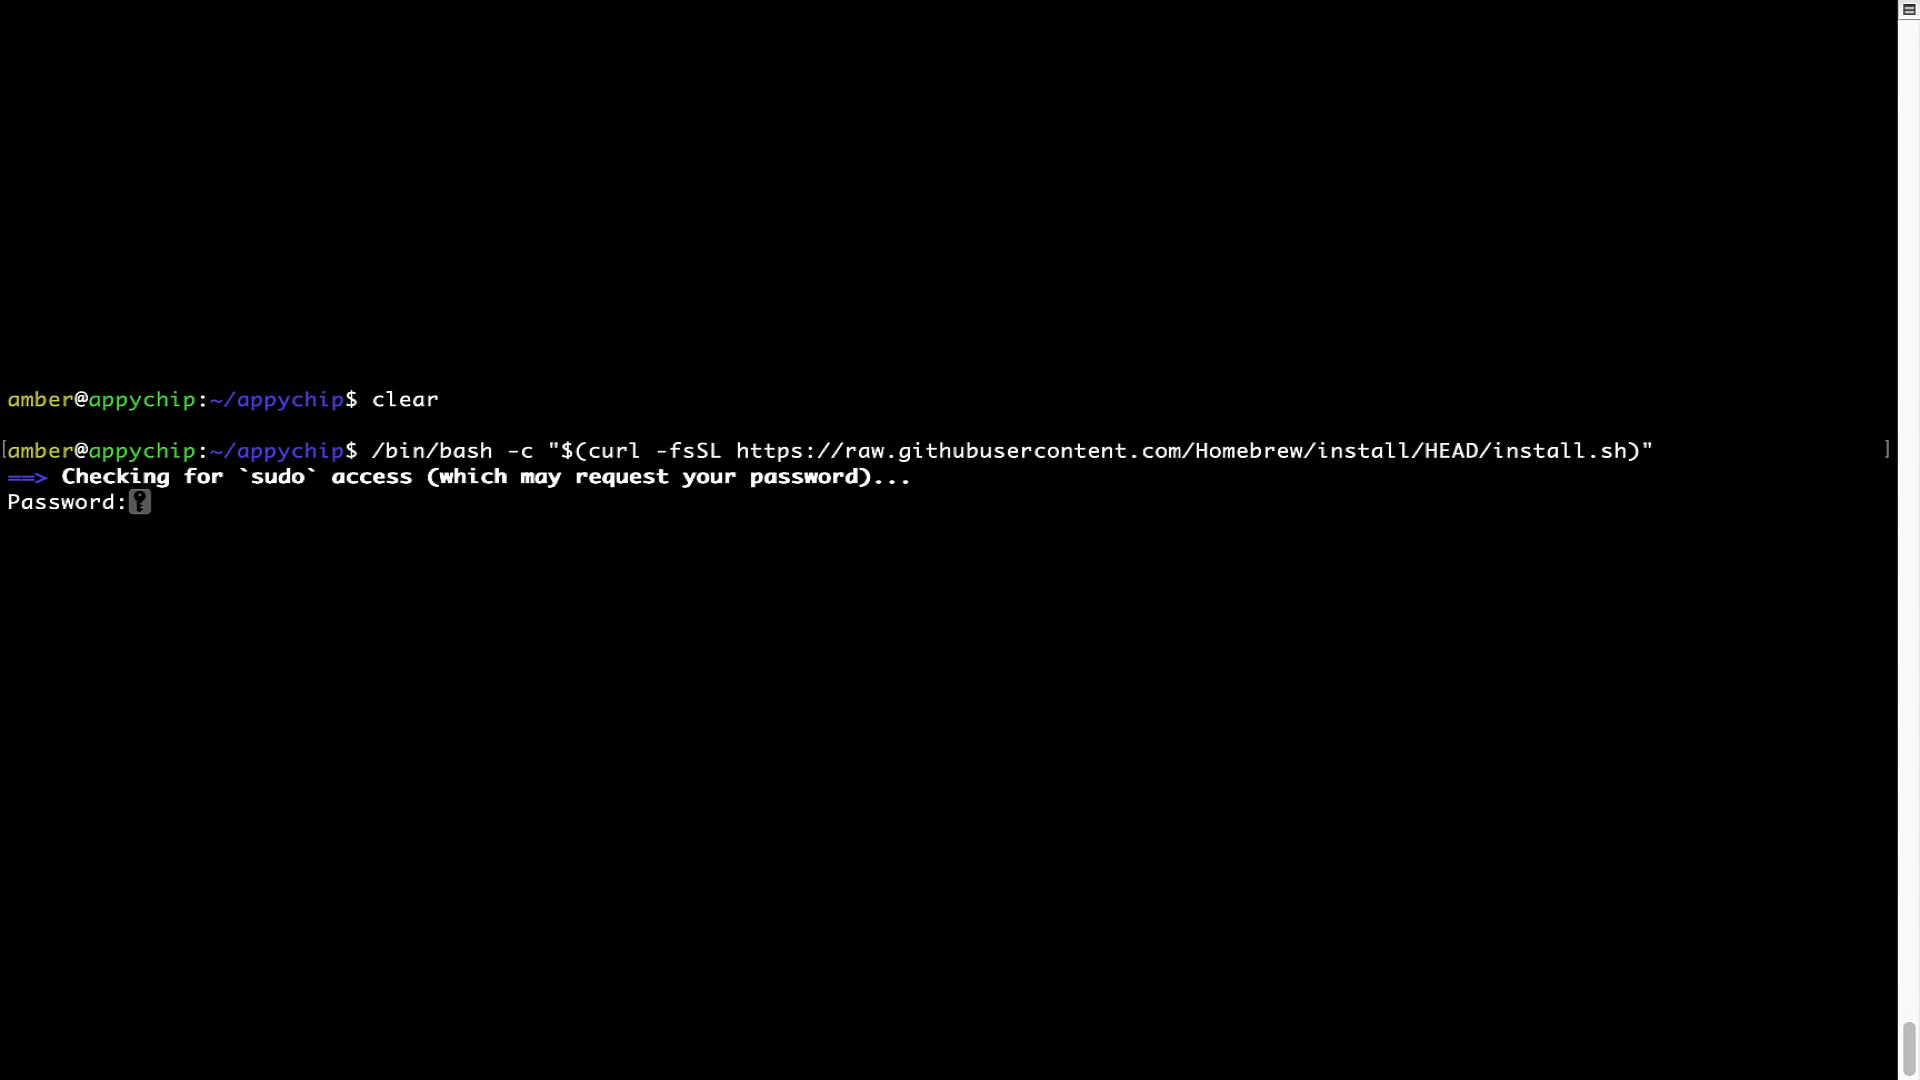 amber@appychip:~/appychip$ clear
[amber@appychip:~/appychip$ /bin/bash -c "$(curl -fsSL https://raw.githubusercontent.com/Homebrew/install/HEAD/install.sh)" ]
==> Checking for `sudo` access (which may request your password)...
Password: